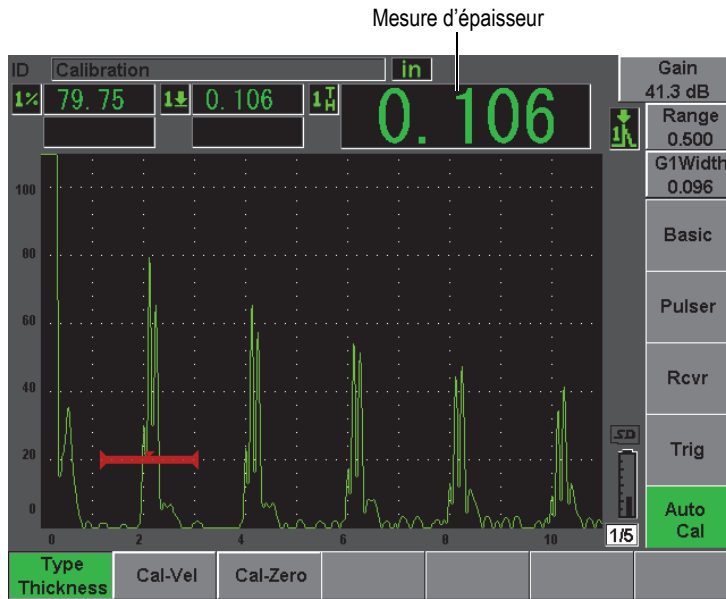 Mesure d’épaisseur
ID Calibration in
Gain
41.3 dB
1% 79.75 1 0.106 1TH 0.106
Range
0.500
G1Width
0.096
Basic
Pulser
Rcvr
Trig
Auto
Cal
100
80
60
40
20
0
0 2 4 6 8 10
SD
1/5
Type
Thickness
Cal-Vel
Cal-Zero